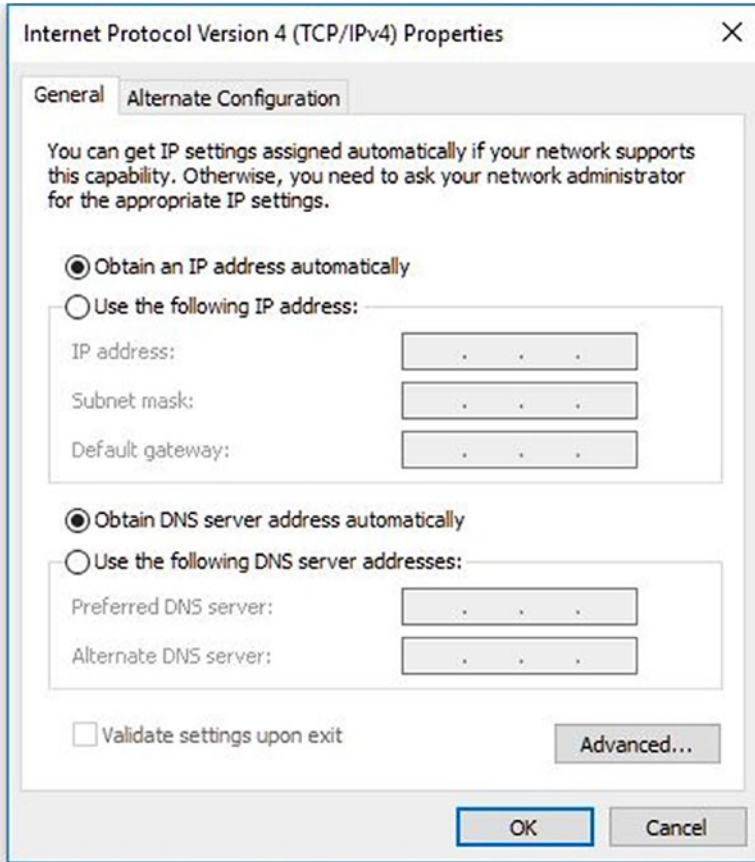 Internet Protocol Version 4 (TCP/IPv4) Properties
General
Alternate Configuration
You can get IP settings assigned automatically if your network supports
this capability. Otherwise, you need to ask your network administrator
for the appropriate IP settings.
Obtain an IP address automatically
Use the following IP address:
IP address:
Subnet mask:
Default gateway:
Obtain DNS server address automatically
Use the following DNS server addresses:
Preferred DNS server:
Alternate DNS server:
Validate settings upon exit
Advanced...
OK
Cancel